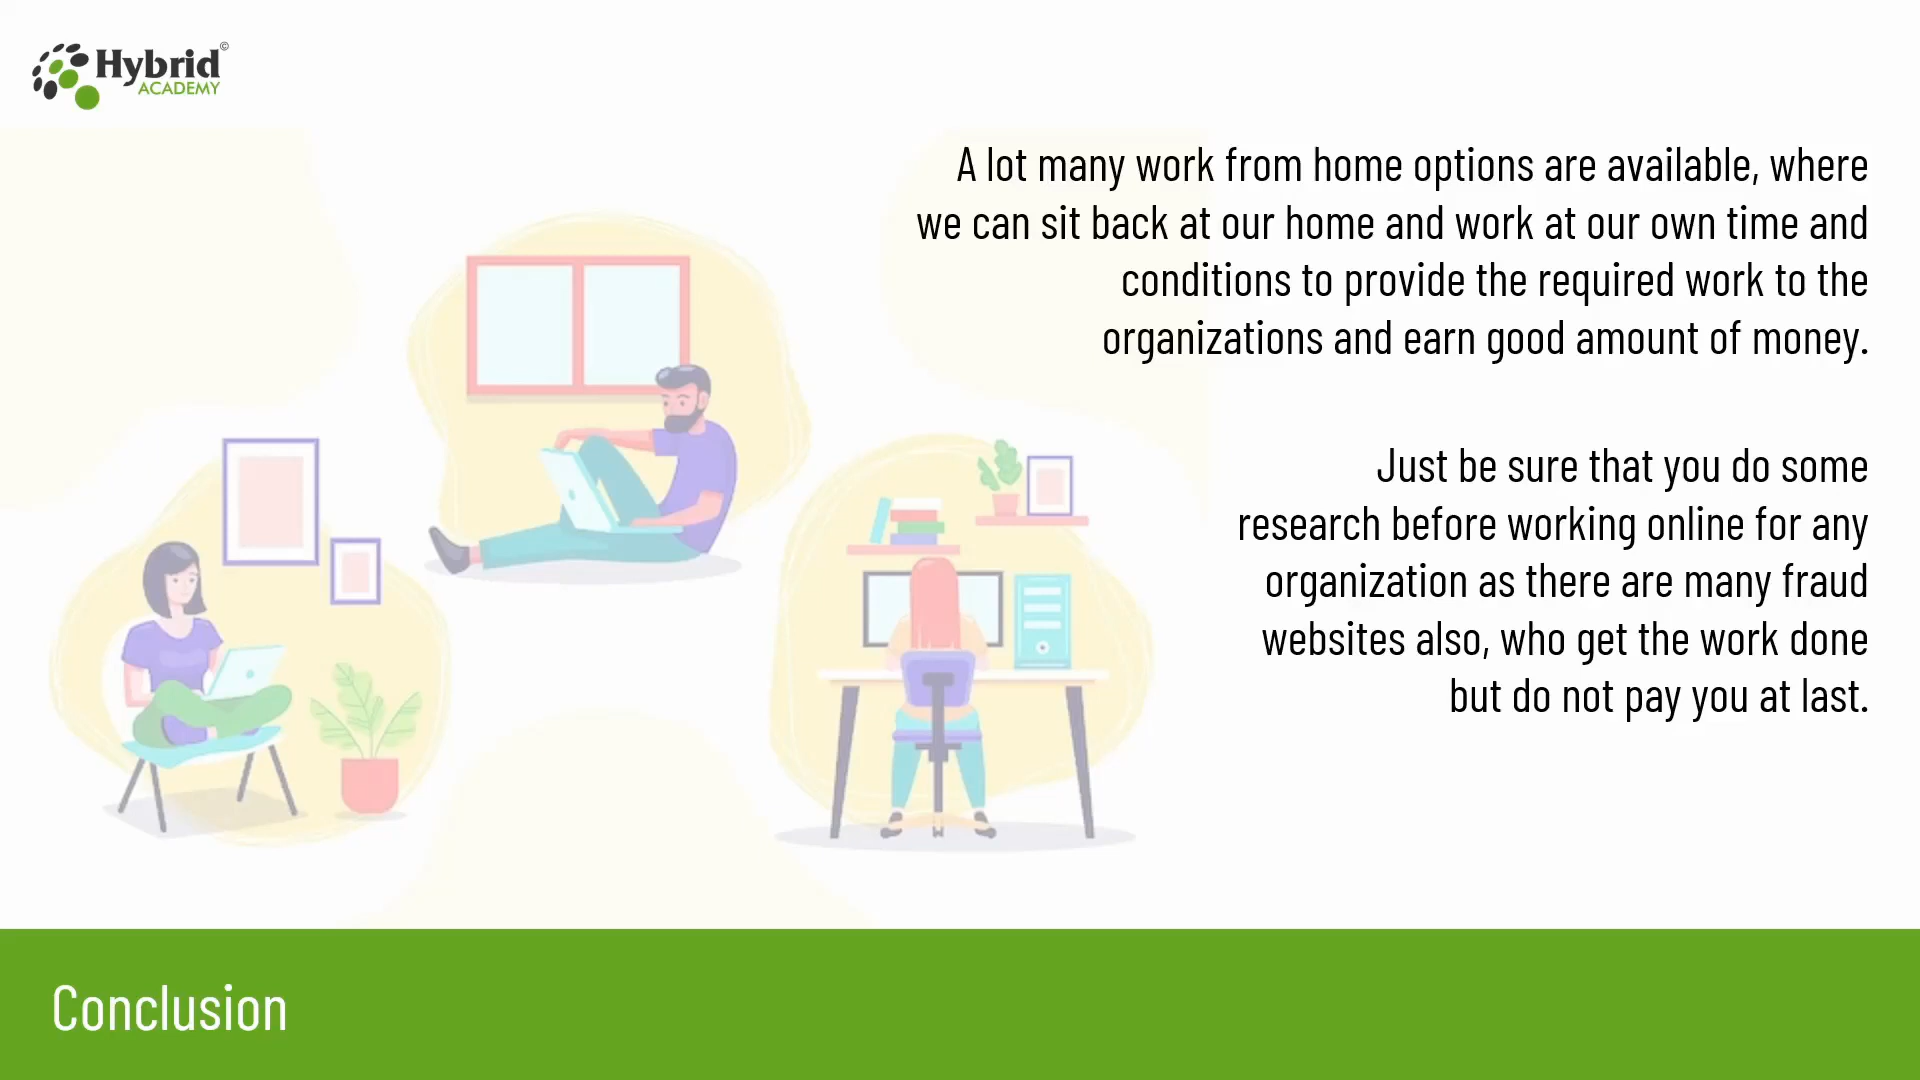 Hybrid©
ACADEMY
A lot many work from home options are available, where
we can sit back at our home and work at our own time and
conditions to provide the required work to the
organizations and earn good amount of money.
Just be sure that you do some
research before working online for any
organization as there are many fraud
websites also, who get the work done
but do not pay you at last.
Conclusion